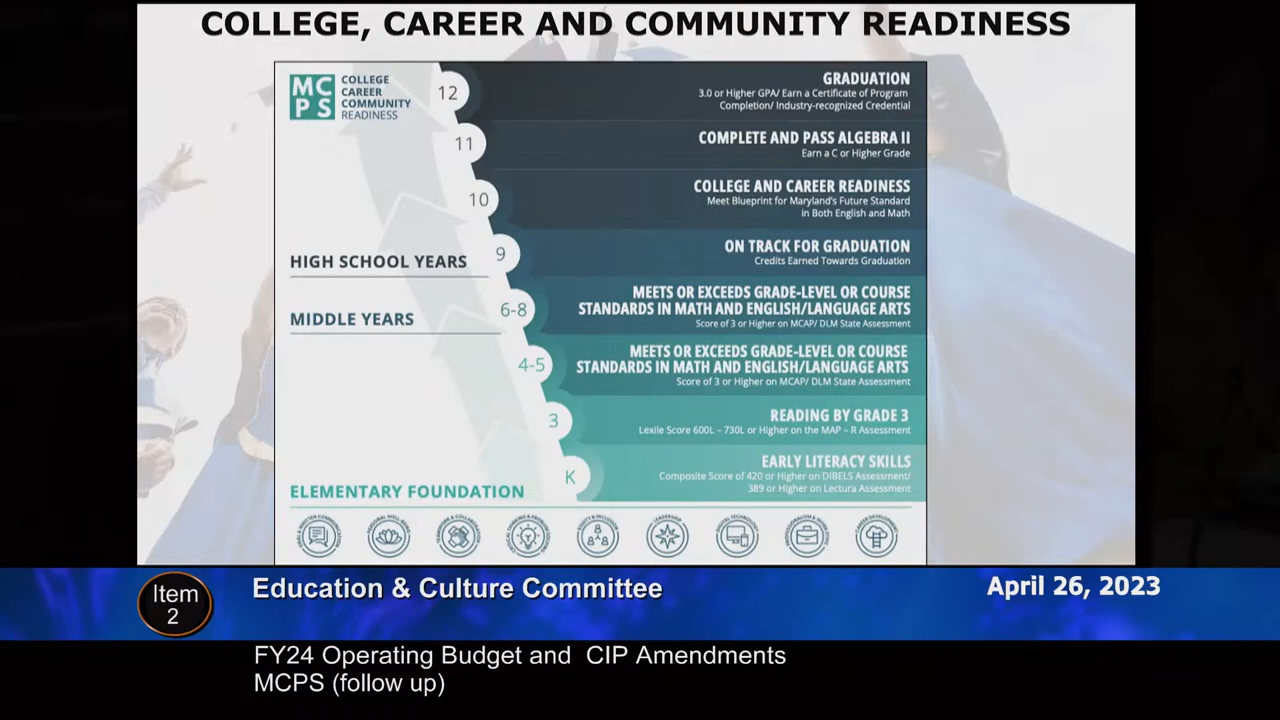 COLLEGE, CAREER AND COMMUNITY READINESS
MC
PS
COLLEGE
CAREER
COMMUNITY
READINESS
12
GRADUATION
3.0 or Higher GPA/ Earn a Certificate of Program
Completion/ Industry-recognized Credential
11
COMPLETE AND PASS ALGEBRA II
Earn a C or Higher Grade
10
COLLEGE AND CAREER READINESS
Meet Blueprint for Maryland's Future Standard
in Both English and Math
HIGH SCHOOL YEARS
9
ON TRACK FOR GRADUATION
Credits Earned Towards Graduation
MIDDLE YEARS
6-8
MEETS OR EXCEEDS GRADE-LEVEL OR COURSE
STANDARDS IN MATH AND ENGLISH/LANGUAGE ARTS
Score of 3 or Higher on MCAP/ DLM State Assessment
4-5
MEETS OR EXCEEDS GRADE-LEVEL OR COURSE
STANDARDS IN MATH AND ENGLISH/LANGUAGE ARTS
Score of 3 or Higher on MCAP/ DLM State Assessment
3
READING BY GRADE 3
Lexile Score 600L – 730L or Higher on the MAP – R Assessment
ELEMENTARY FOUNDATION
K
EARLY LITERACY SKILLS
Composite Score of 420 or Higher on DIBELS Assessment/
389 or Higher on Lectura Assessment
LEADERSHIP
Item
2
Education & Culture Committee
April 26, 2023
FY24 Operating Budget and CIP Amendments
MCPS (follow up)